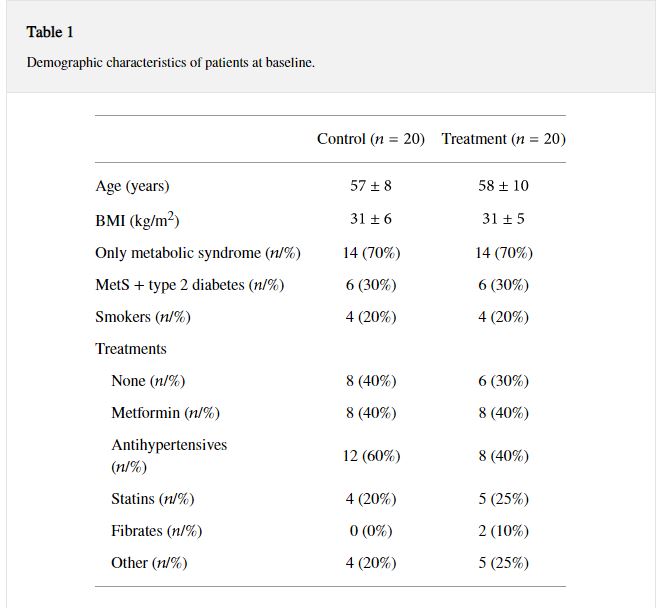 Table 1
Demographic characteristics of patients at baseline.
Control (n = 20) Treatment (n = 20)
Age (years) 57 ± 8 58 ± 10
BMI (kg/m²) 31 ± 6 31 ± 5
Only metabolic syndrome (n/%) 14 (70%) 14 (70%)
MetS + type 2 diabetes (n/%) 6 (30%) 6 (30%)
Smokers (n/%) 4 (20%) 4 (20%)
Treatments
None (n/%) 8 (40%) 6 (30%)
Metformin (n/%) 8 (40%) 8 (40%)
Antihypertensives
(n/%) 12 (60%) 8 (40%)
Statins (n/%) 4 (20%) 5 (25%)
Fibrates (n/%) 0 (0%) 2 (10%)
Other (n/%) 4 (20%) 5 (25%)